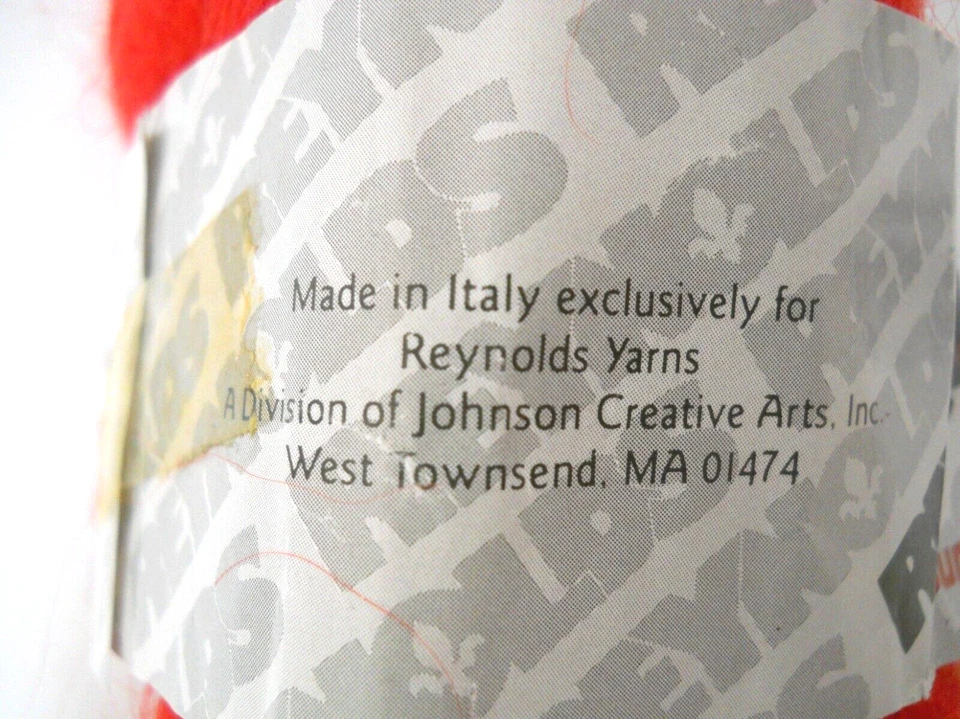 Made in Italy exclusively for
Reynolds Yarns
A Division of Johnson Creative Arts, Inc.
West Townsend, MA 01474